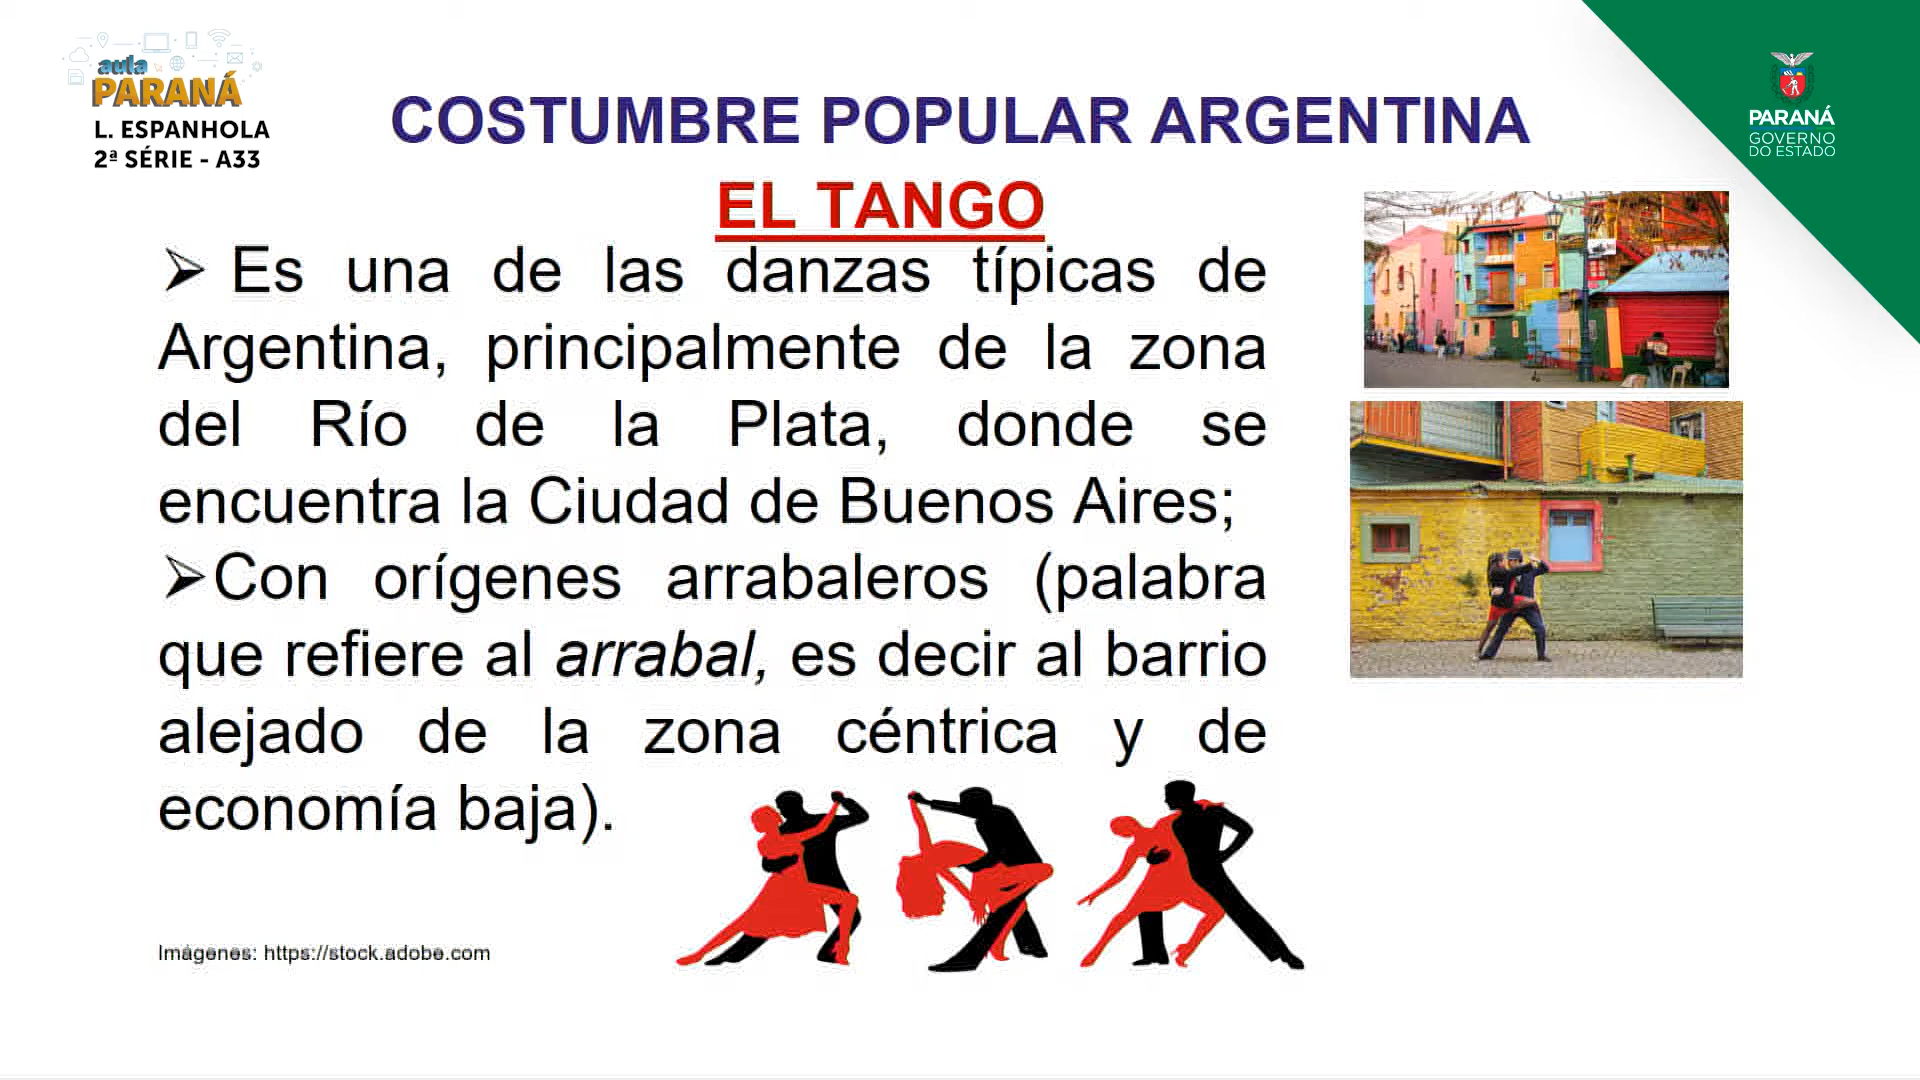 aula
PARANÁ
L. ESPANHOLA
2ª SÉRIE - A33
COSTUMBRE POPULAR ARGENTINA
EL TANGO
PARANÁ
GOVERNO
DO ESTADO
➢ Es una de las danzas típicas de
Argentina, principalmente de la zona
del Río de la Plata, donde se
encuentra la Ciudad de Buenos Aires;
➢Con orígenes arrabaleros (palabra
que refiere al arrabal, es decir al barrio
alejado de la zona céntrica y de
economía baja).
Imágenes: https://stock.adobe.com